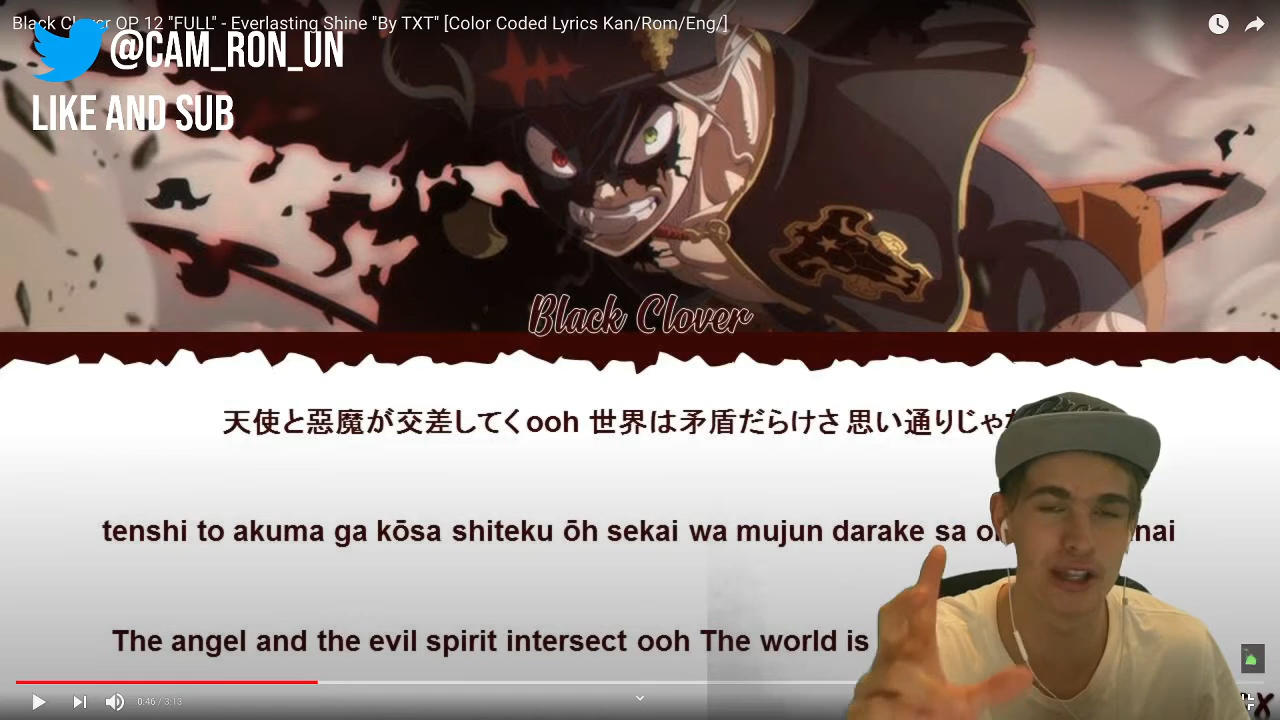 Black Clover OP 12 "FULL" - Everlasting Shine "By TXT" [Color Coded Lyrics Kan/Rom/Eng/]
@CAM_RON_UN
LIKE AND SUB
Black Clover
天使と惡魔が交差してくooh 世界は矛盾だらけさ 思い通りじゃ
tenshi to akuma ga kōsa shiteku ōh sekai wa mujun darake sa
The angel and the evil spirit intersect ooh The world is
0:46 / 3:13